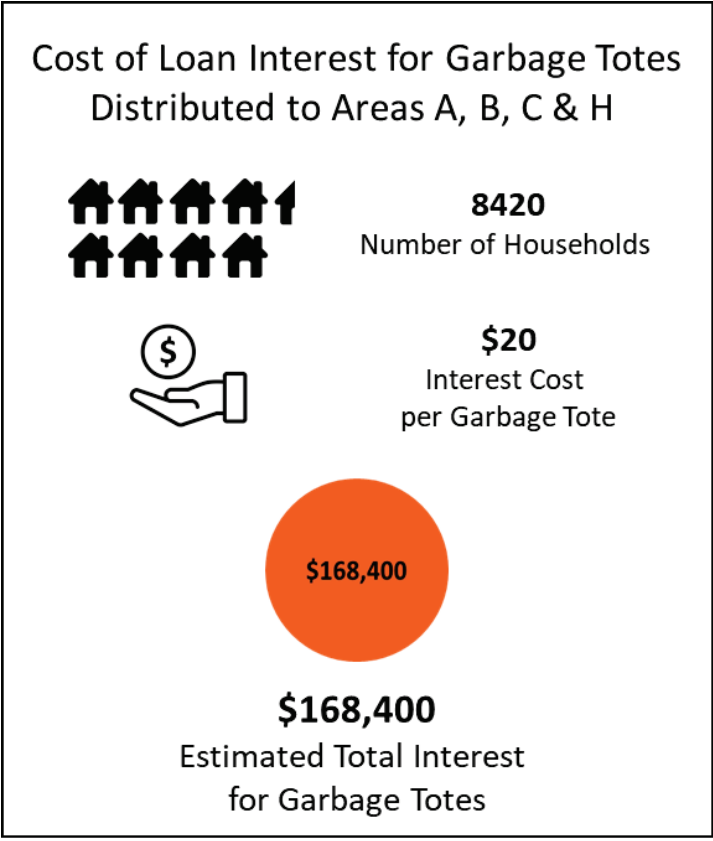 Cost of Loan Interest for Garbage Totes
Distributed to Areas A, B, C & H
8420
Number of Households
$
$20
Interest Cost
per Garbage Tote
$168,400
$168,400
Estimated Total Interest
for Garbage Totes